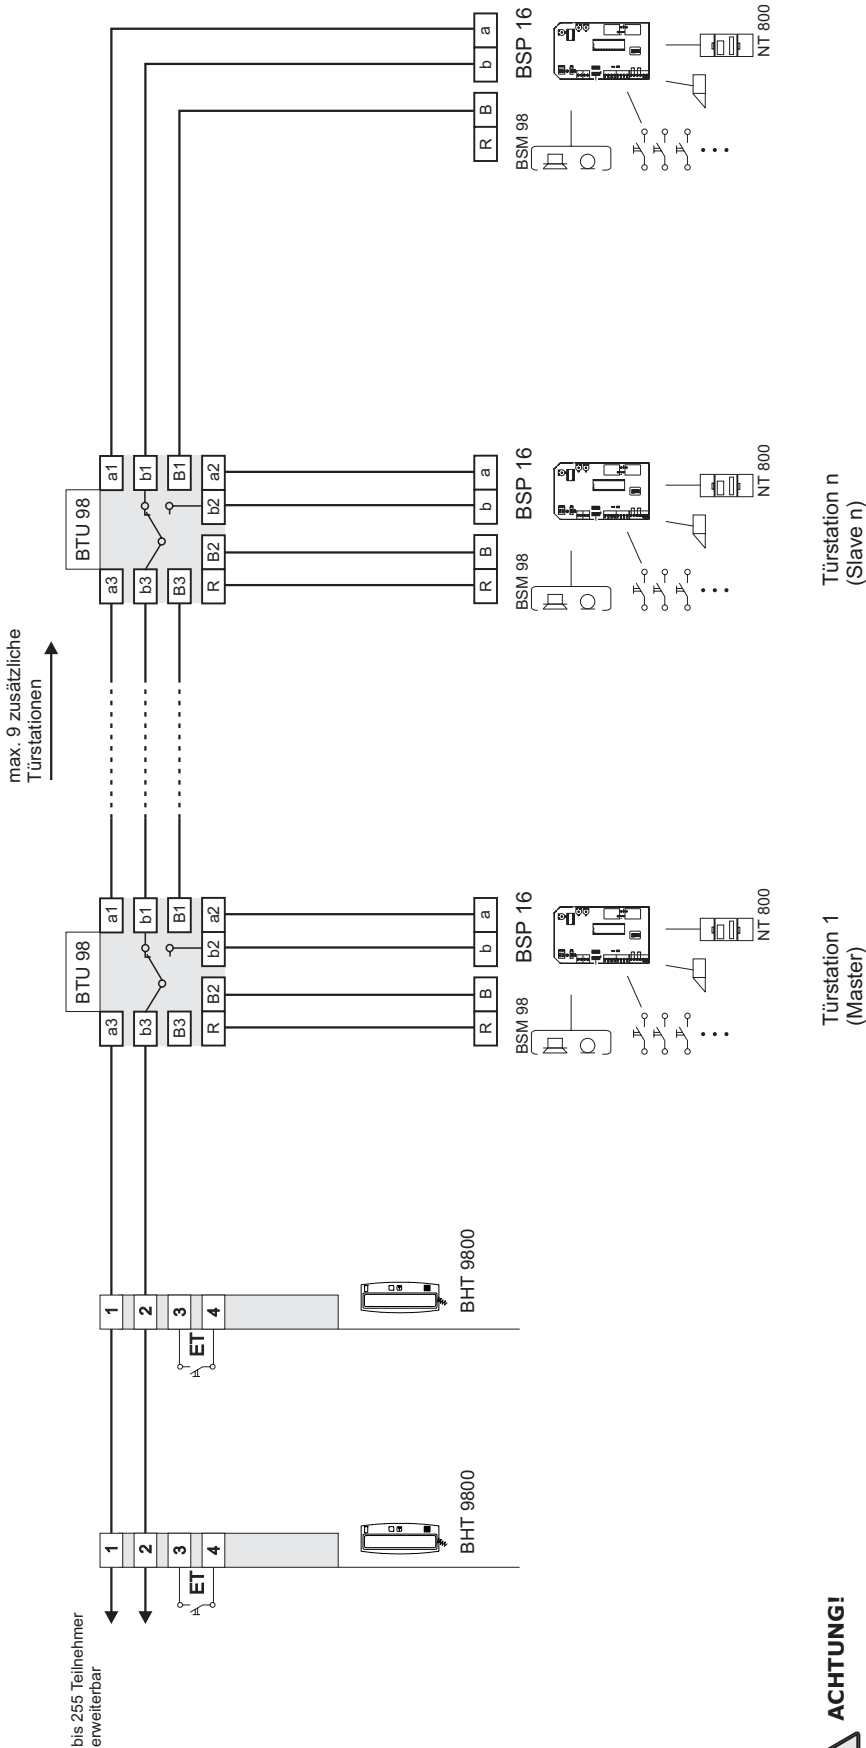 max. 9 zusätzliche
Türstationen
bis 255 Teilnehmer
erweiterbar
BTU 98
BTU 98
1
1
a3
a1
a3
a1
2
2
b3
b1
b3
b1
3
3
B3
B1
B3
B1
ET
ET
4
4
R
B2
b2
a2
R
B2
b2
a2
BHT 9800
BHT 9800
R
B
b
a
R
B
b
a
R
B
b
a
BSM 98
BSP 16
BSM 98
BSP 16
BSM 98
BSP 16
NT 800
NT 800
NT 800
Türstation 1
(Master)
Türstation n
(Slave n)
ACHTUNG!